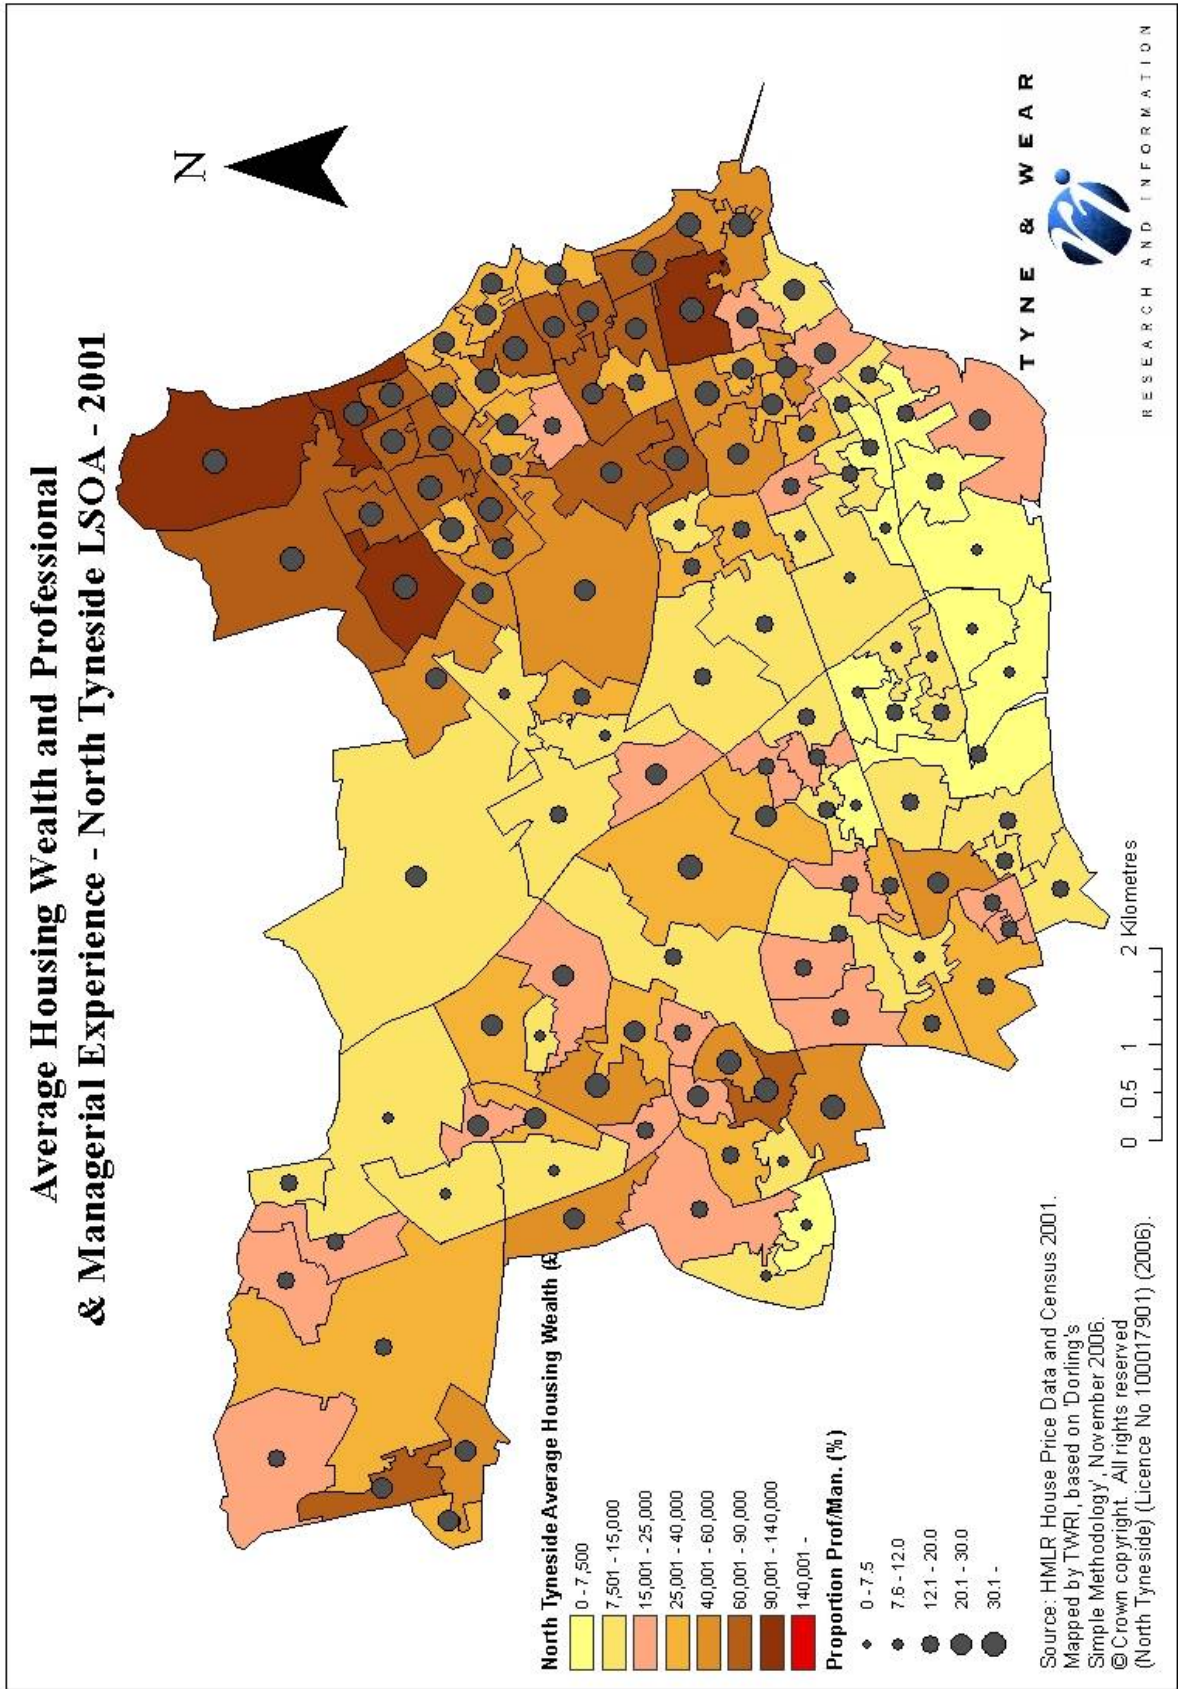 Average Housing Wealth and Professional
& Managerial Experience - North Tyneside LSOA - 2001
N
North Tyneside Average Housing Wealth (£
0 - 7,500
7,501 - 15,000
15,001 - 25,000
25,001 - 40,000
40,001 - 60,000
60,001 - 90,000
90,001 - 140,000
140,001 -
Proportion Prof/Man. (%)
0 - 7.5
7.6 - 12.0
12.1 - 20.0
20.1 - 30.0
30.1 -
Source: HMLR House Price Data and Census 2001.
Mapped by TWRI, based on 'Dorling's
Simple Methodology', November 2006.
© Crown copyright. All rights reserved
(North Tyneside) (Licence No 100017901) (2006).
0 0.5 1 2 Kilometres
TYNE & WEAR
RESEARCH AND INFORMATION